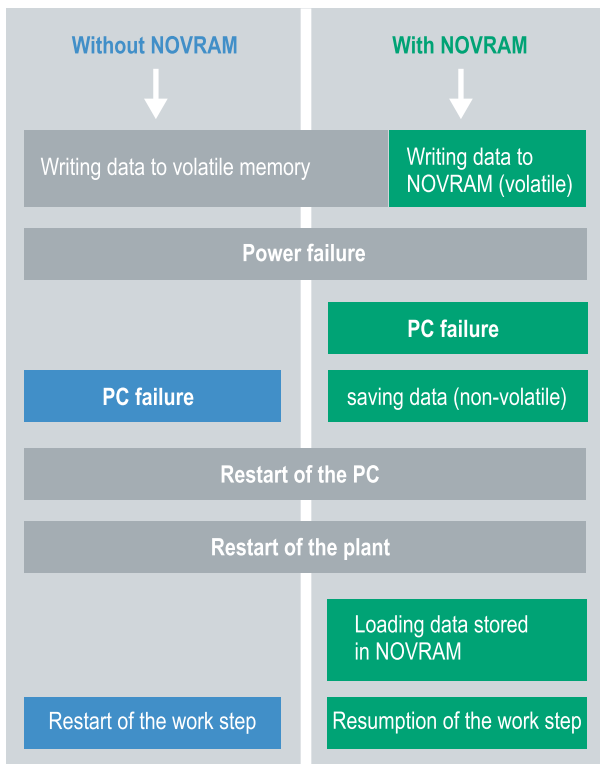 Without NOVRAM
With NOVRAM
Writing data to volatile memory
Writing data to
NOVRAM (volatile)
Power failure
PC failure
PC failure
saving data (non-volatile)
Restart of the PC
Restart of the plant
Loading data stored
in NOVRAM
Restart of the work step
Resumption of the work step